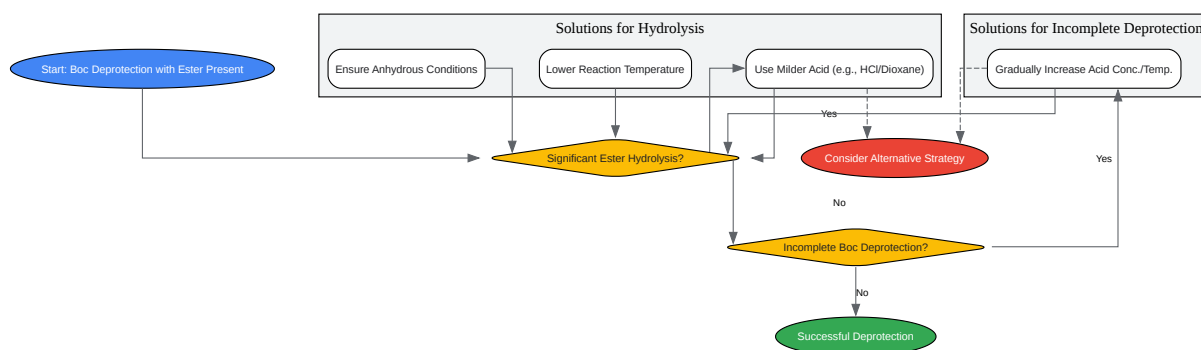 Solutions for Hydrolysis
Solutions for Incomplete Deprotection
Start: Boc Deprotection with Ester Present
Ensure Anhydrous Conditions
Lower Reaction Temperature
Use Milder Acid (e.g., HCl/Dioxane)
Gradually Increase Acid Conc./Temp.
Yes
Significant Ester Hydrolysis?
Consider Alternative Strategy
Yes
No
Incomplete Boc Deprotection?
No
Successful Deprotection